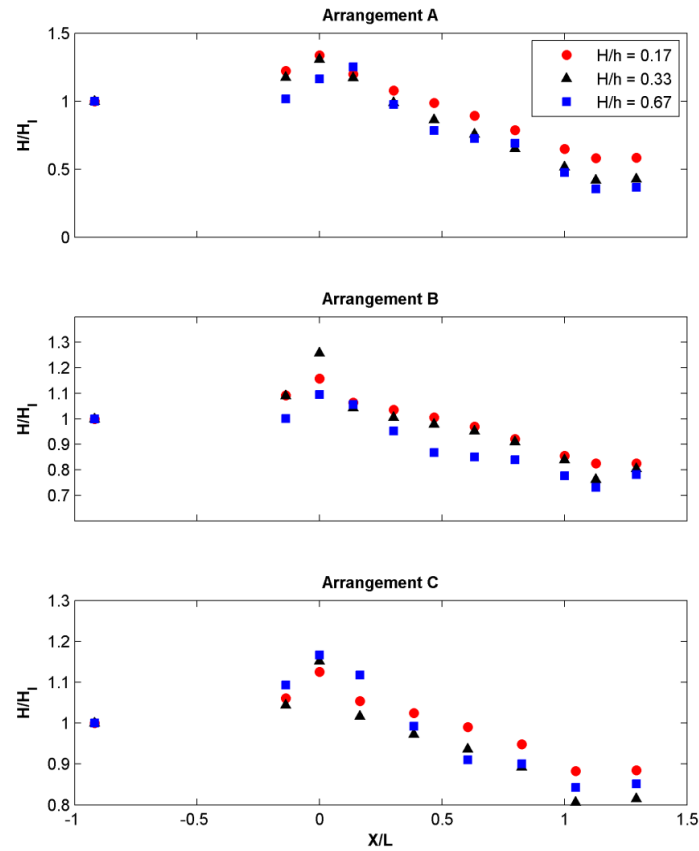 Arrangement A
1.5
1
0.5
0
H/H_I
H/h = 0.17
H/h = 0.33
H/h = 0.67
Arrangement B
1.3
1.2
1.1
1
0.9
0.8
0.7
H/H_I
Arrangement C
1.3
1.2
1.1
1
0.9
0.8
H/H_I
-1 -0.5 0 0.5 1 1.5
X/L